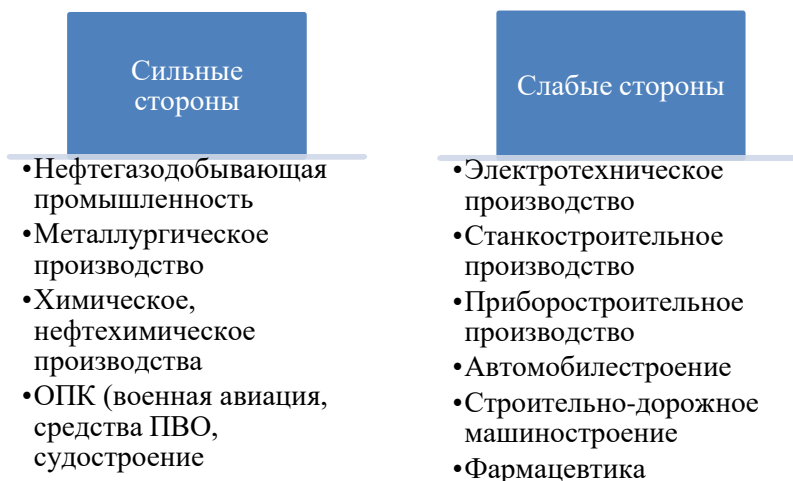 Сильные
стороны
•Нефтегазодобывающая
промышленность
•Металлургическое
производство
•Химическое,
нефтехимическое
производства
•ОПК (военная авиация,
средства ПВО,
судостроение
Слабые стороны
•Электротехническое
производство
•Станкостроительное
производство
•Приборостроительное
производство
•Автомобилестроение
•Строительно-дорожное
машиностроение
•Фармацевтика